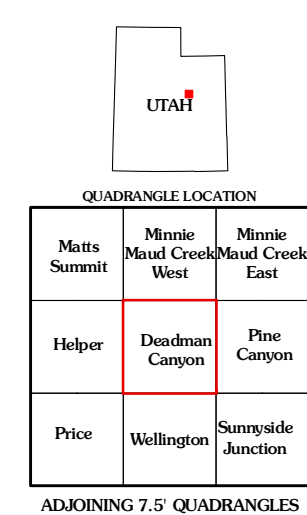 UTAH
QUADRANGLE LOCATION
Matts
Summit
Minnie
Maud Creek
West
Minnie
Maud Creek
East
Helper
Deadman
Canyon
Pine
Canyon
Price
Wellington
Sunnyside
Junction
ADJOINING 7.5' QUADRANGLES